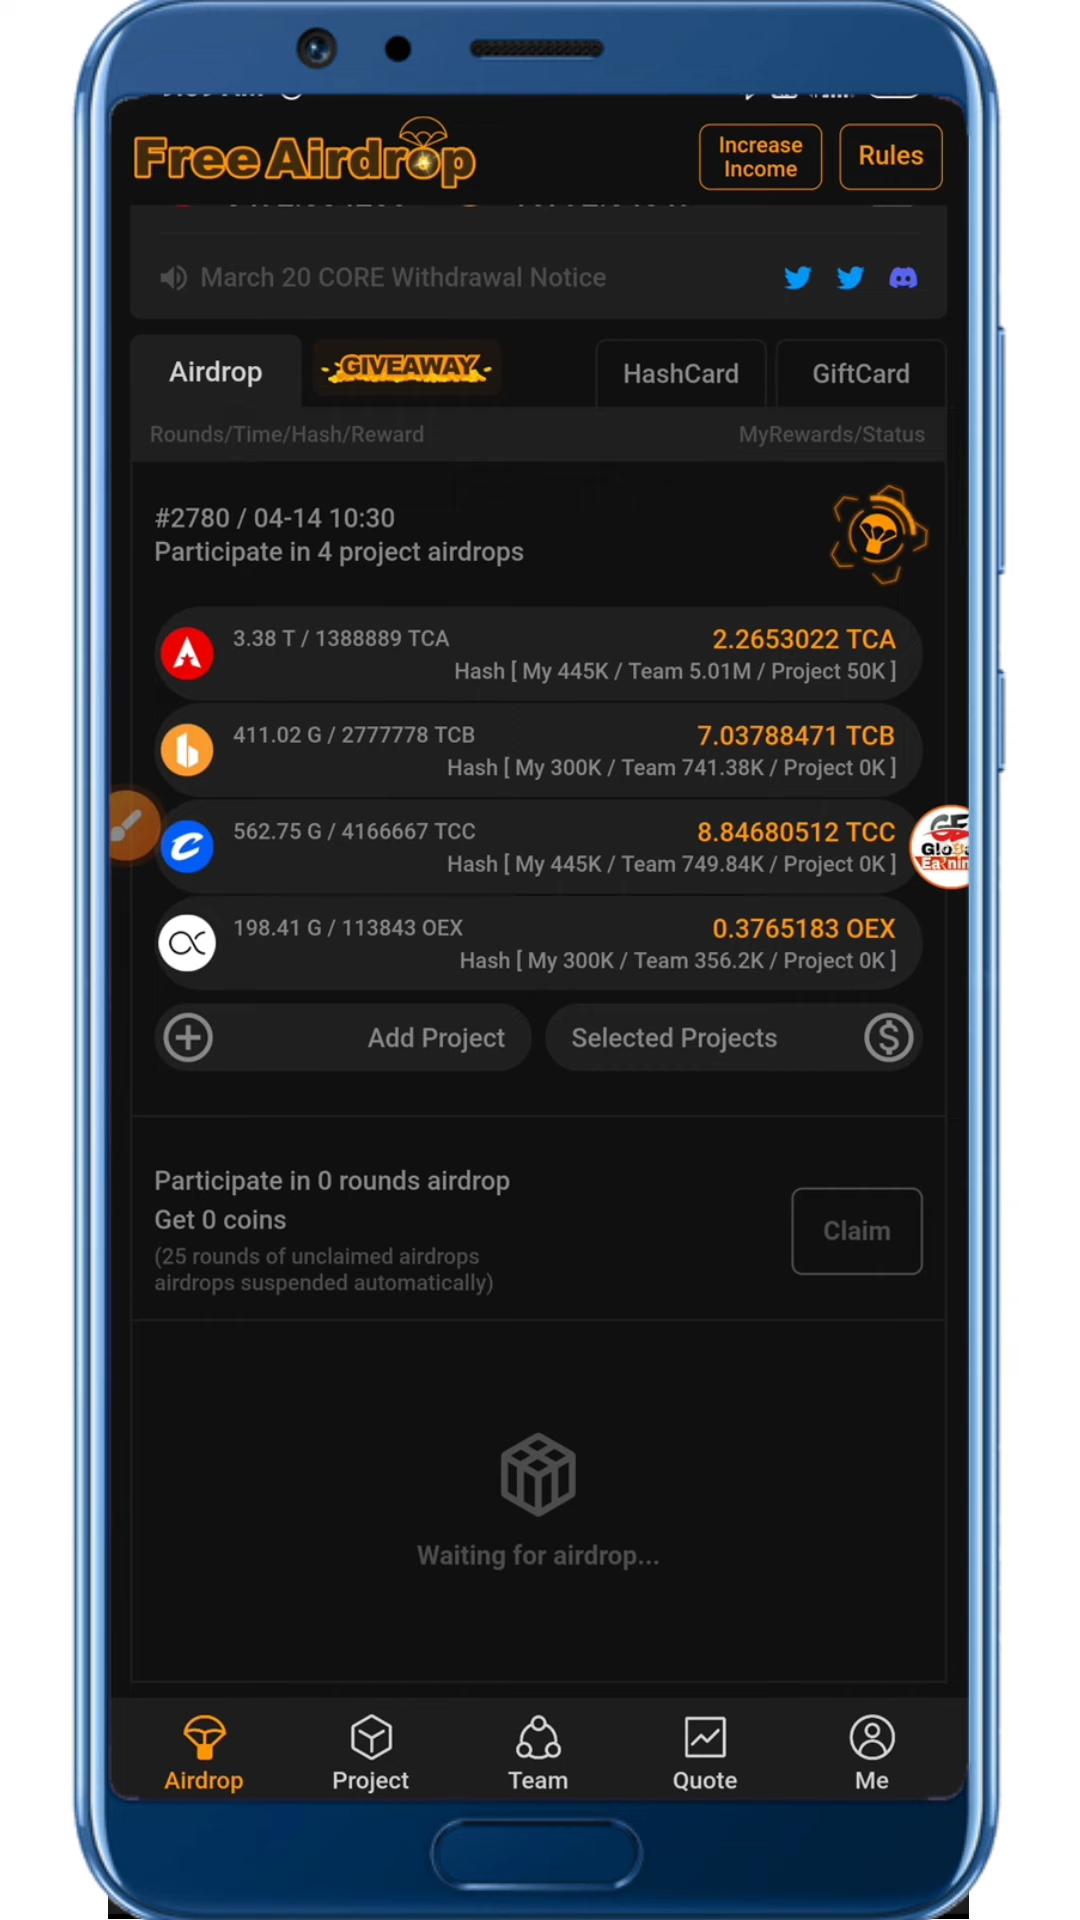 Free Airdrop
Increase
Income
Rules
March 20 CORE Withdrawal Notice
Airdrop
GIVEAWAY
HashCard
GiftCard
Rounds/Time/Hash/Reward
MyRewards/Status
#2780 / 04-14 10:30
Participate in 4 project airdrops
3.38 T / 1388889 TCA
2.2653022 TCA
Hash [ My 445K / Team 5.01M / Project 50K ]
411.02 G / 2777778 TCB
7.03788471 TCB
Hash [ My 300K / Team 741.38K / Project 0K ]
562.75 G / 4166667 TCC
8.84680512 TCC
Hash [ My 445K / Team 749.84K / Project 0K ]
198.41 G / 113843 OEX
0.3765183 OEX
Hash [ My 300K / Team 356.2K / Project 0K ]
Add Project
Selected Projects
Participate in 0 rounds airdrop
Get 0 coins
(25 rounds of unclaimed airdrops
airdrops suspended automatically)
Claim
Waiting for airdrop...
Airdrop
Project
Team
Quote
Me